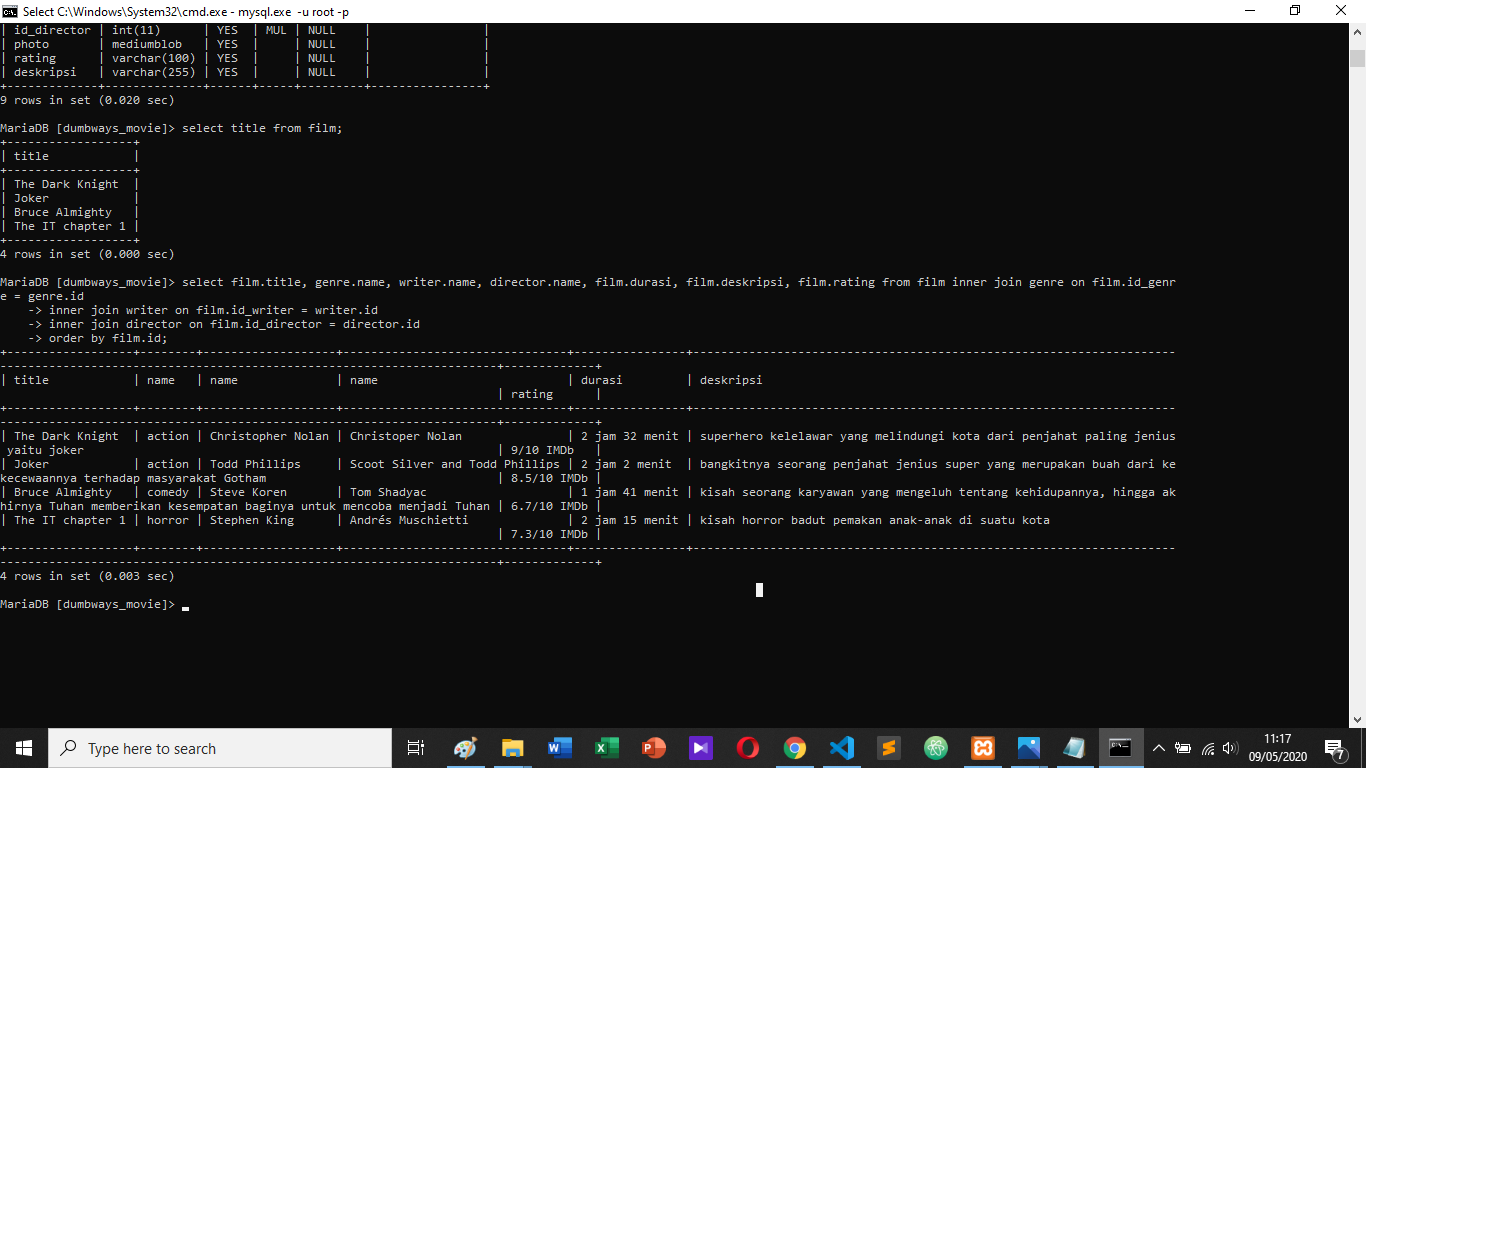 Select C:\Windows\System32\cmd.exe - mysql.exe  -u root -p
| id_director | int(11)      | YES  | MUL | NULL    |                |
| photo       | mediumblob   | YES  |     | NULL    |                |
| rating      | varchar(100) | YES  |     | NULL    |                |
| deskripsi   | varchar(255) | YES  |     | NULL    |                |
+-------------+--------------+------+-----+---------+----------------+
9 rows in set (0.020 sec)
MariaDB [dumbways_movie]> select title from film;
+------------------+
| title            |
+------------------+
| The Dark Knight  |
| Joker            |
| Bruce Almighty   |
| The IT chapter 1 |
+------------------+
4 rows in set (0.000 sec)
MariaDB [dumbways_movie]> select film.title, genre.name, writer.name, director.name, film.durasi, film.deskripsi, film.rating from film inner join genre on film.id_genr
e = genre.id
    -> inner join writer on film.id_writer = writer.id
    -> inner join director on film.id_director = director.id
    -> order by film.id;
+------------------+--------+-------------------+--------------------------------+----------------+---------------------------------------------------------------------
-----------------------------------------------------------------------+-------------+
| title            | name   | name              | name                           | durasi         | deskripsi
                                                                       | rating      |
+------------------+--------+-------------------+--------------------------------+----------------+---------------------------------------------------------------------
-----------------------------------------------------------------------+-------------+
| The Dark Knight  | action | Christopher Nolan | Christoper Nolan               | 2 jam 32 menit | superhero kelelawar yang melindungi kota dari penjahat paling jenius
 yaitu joker                                                           | 9/10 IMDb   |
| Joker            | action | Todd Phillips     | Scoot Silver and Todd Phillips | 2 jam 2 menit  | bangkitnya seorang penjahat jenius super yang merupakan buah dari ke
kecewaannya terhadap masyarakat Gotham                                 | 8.5/10 IMDb |
| Bruce Almighty   | comedy | Steve Koren       | Tom Shadyac                    | 1 jam 41 menit | kisah seorang karyawan yang mengeluh tentang kehidupannya, hingga ak
hirnya Tuhan memberikan kesempatan baginya untuk mencoba menjadi Tuhan | 6.7/10 IMDb |
| The IT chapter 1 | horror | Stephen King      | Andrés Muschietti              | 2 jam 15 menit | kisah horror badut pemakan anak-anak di suatu kota
                                                                       | 7.3/10 IMDb |
+------------------+--------+-------------------+--------------------------------+----------------+---------------------------------------------------------------------
-----------------------------------------------------------------------+-------------+
4 rows in set (0.003 sec)
MariaDB [dumbways_movie]>
Type here to search
11:17
09/05/2020
7